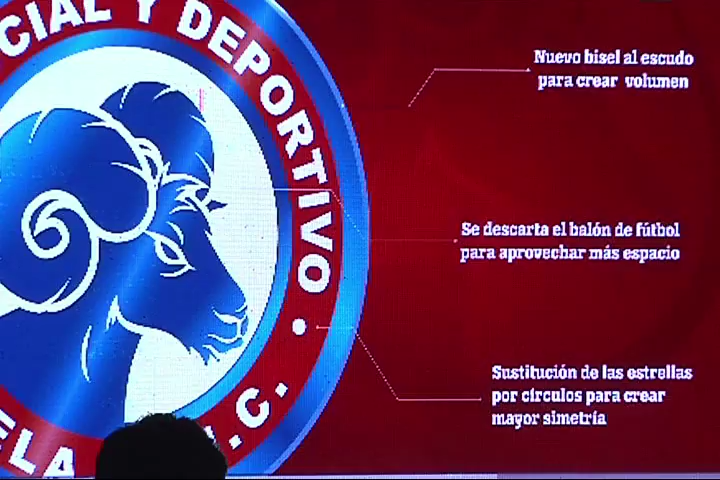 CIAL Y DEPORTIVO
ELA
.C.
Nuevo bisel al escudo
para crear volumen
Se descarta el balón de fútbol
para aprovechar más espacio
Sustitución de las estrellas
por círculos para crear
mayor simetría